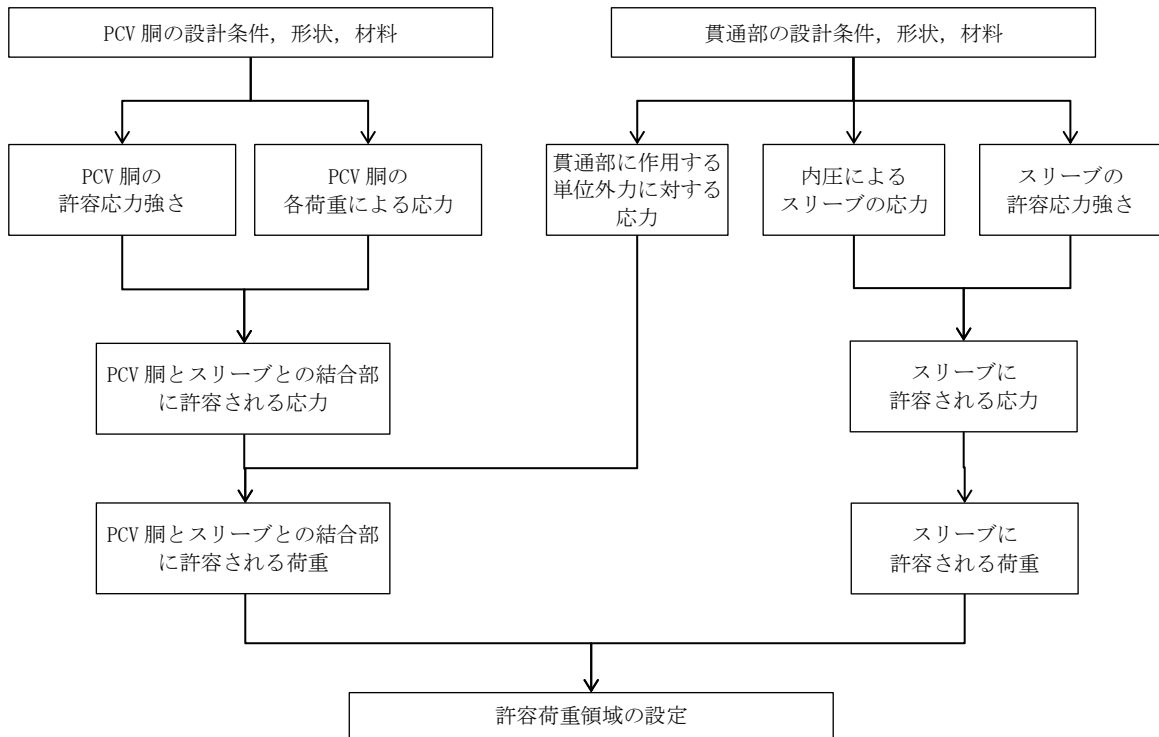 PCV 胴の設計条件，形状，材料
貫通部の設計条件，形状，材料
PCV 胴の
許容応力強さ
PCV 胴の
各荷重による応力
貫通部に作用する
単位外力に対する
応力
内圧による
スリーブの応力
スリーブの
許容応力強さ
PCV 胴とスリーブとの結合部
に許容される応力
スリーブに
許容される応力
PCV 胴とスリーブとの結合部
に許容される荷重
スリーブに
許容される荷重
許容荷重領域の設定